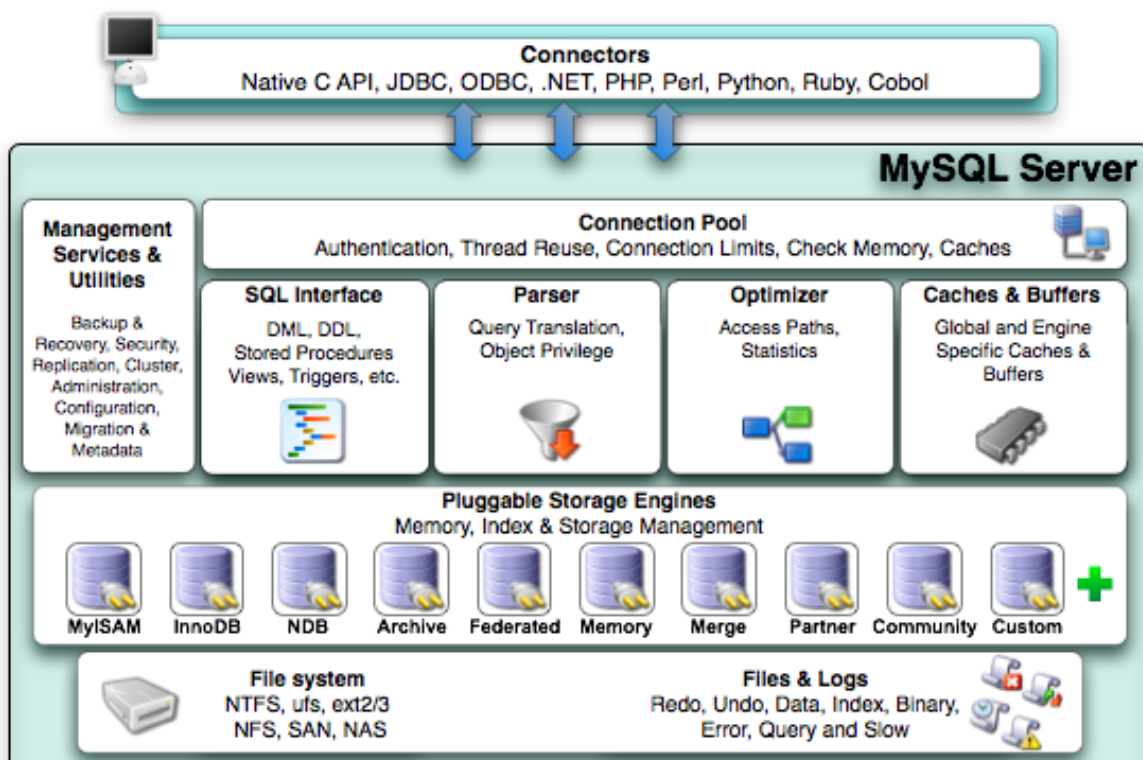 Connectors
Native C API, JDBC, ODBC, .NET, PHP, Perl, Python, Ruby, Cobol
MySQL Server
Management
Services &
Utilities
Backup &
Recovery, Security,
Replication, Cluster,
Administration,
Configuration,
Migration &
Metadata
Connection Pool
Authentication, Thread Reuse, Connection Limits, Check Memory, Caches
SQL Interface
DML, DDL,
Stored Procedures
Views, Triggers, etc.
Parser
Query Translation,
Object Privilege
Optimizer
Access Paths,
Statistics
Caches & Buffers
Global and Engine
Specific Caches &
Buffers
Pluggable Storage Engines
Memory, Index & Storage Management
MyISAM
InnoDB
NDB
Archive
Federated
Memory
Merge
Partner
Community
Custom
File system
NTFS, ufs, ext2/3
NFS, SAN, NAS
Files & Logs
Redo, Undo, Data, Index, Binary,
Error, Query and Slow